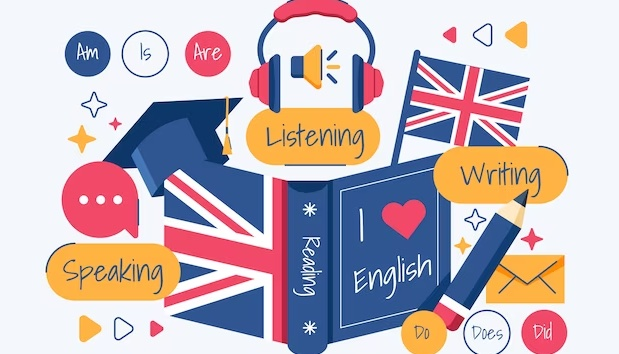 Am Is Are
Listening
Writing
Speaking
Reading
I
English
Do Does Did